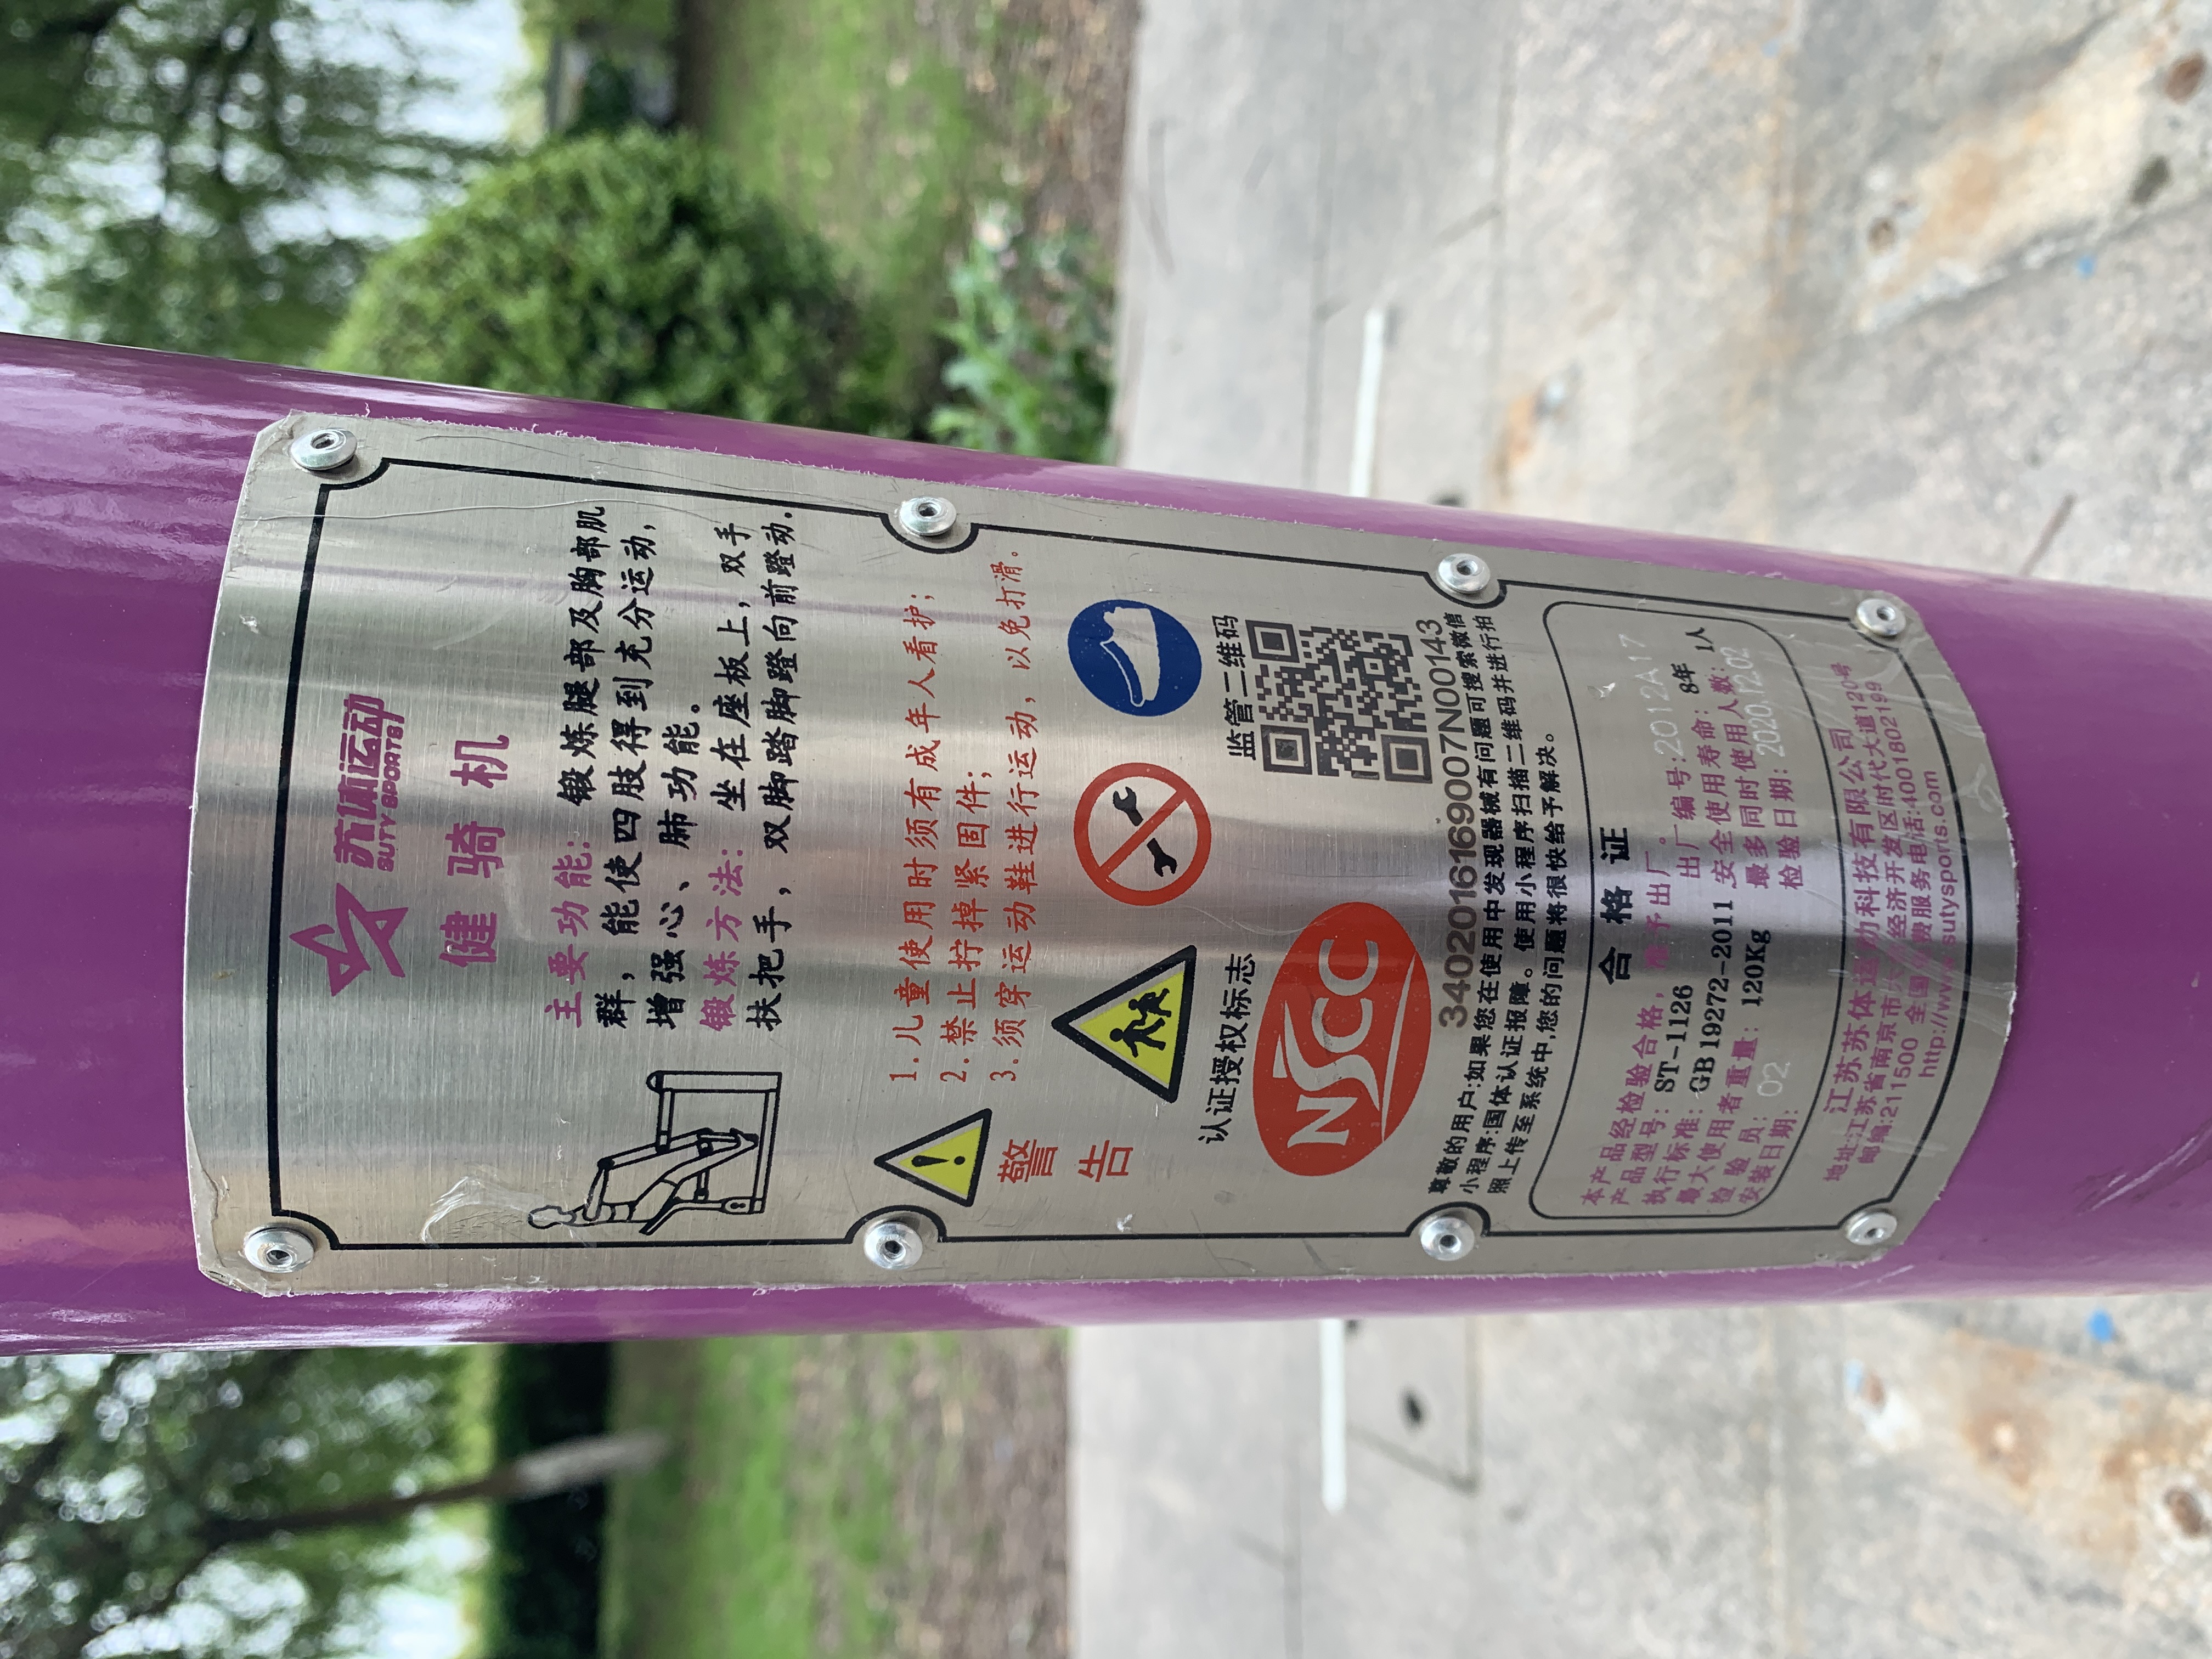 苏体运动
SUTY SPORTS
健骑机
主要功能：锻炼腿部及胸部肌
群，能使四肢得到充分运动，
增强心、肺功能。
锻炼方法：坐在座板上，双手
扶把手，双脚踏脚蹬向前蹬动.
警告
1.儿童使用时须有成年人看护；
2.禁止拧掉紧固件；
3.须穿运动鞋进行运动，以免打滑。
认证授权标志
NSCC
监管二维码
3402016169007N00143
尊敬的用户:如果您在使用中发现器械有问题可搜索微信
小程序:国体认证报障。使用小程序扫描二维码并进行拍
照上传至系统中,您的问题将很快给予解决。
合格证
本产品经检验合格，准予出厂。
产品型号：ST-1126 出厂编号:2012A17
执行标准：GB19272-2011 安全使用寿命：8年
最大使用者重量：120Kg 最多同时使用人数：1人
检验员：02 检验日期：2020.12.02
安装日期：
江苏苏体运动科技有限公司
地址:江苏省南京市六合经济开发区时代大道120号
邮编:211500 全国免费服务电话:4001802199
http://www.sutysports.com